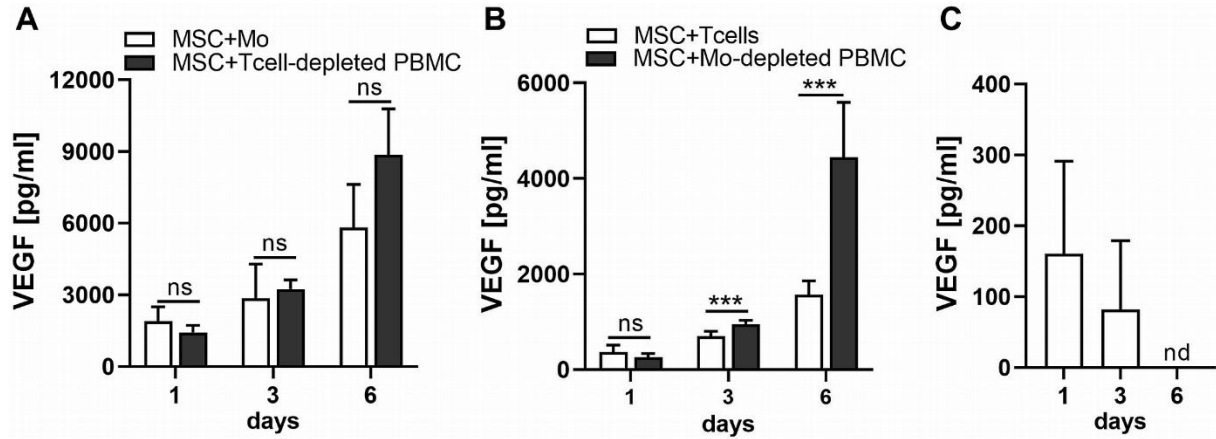 A
MSC+Mo
MSC+Tcell-depleted PBMC
VEGF [pg/ml]
12000
9000
6000
3000
0
ns
ns
ns
1 3 6
days
B
MSC+Tcells
MSC+Mo-depleted PBMC
VEGF [pg/ml]
6000
4000
2000
0
ns
***
***
1 3 6
days
C
VEGF [pg/ml]
400
300
200
100
0
nd
1 3 6
days